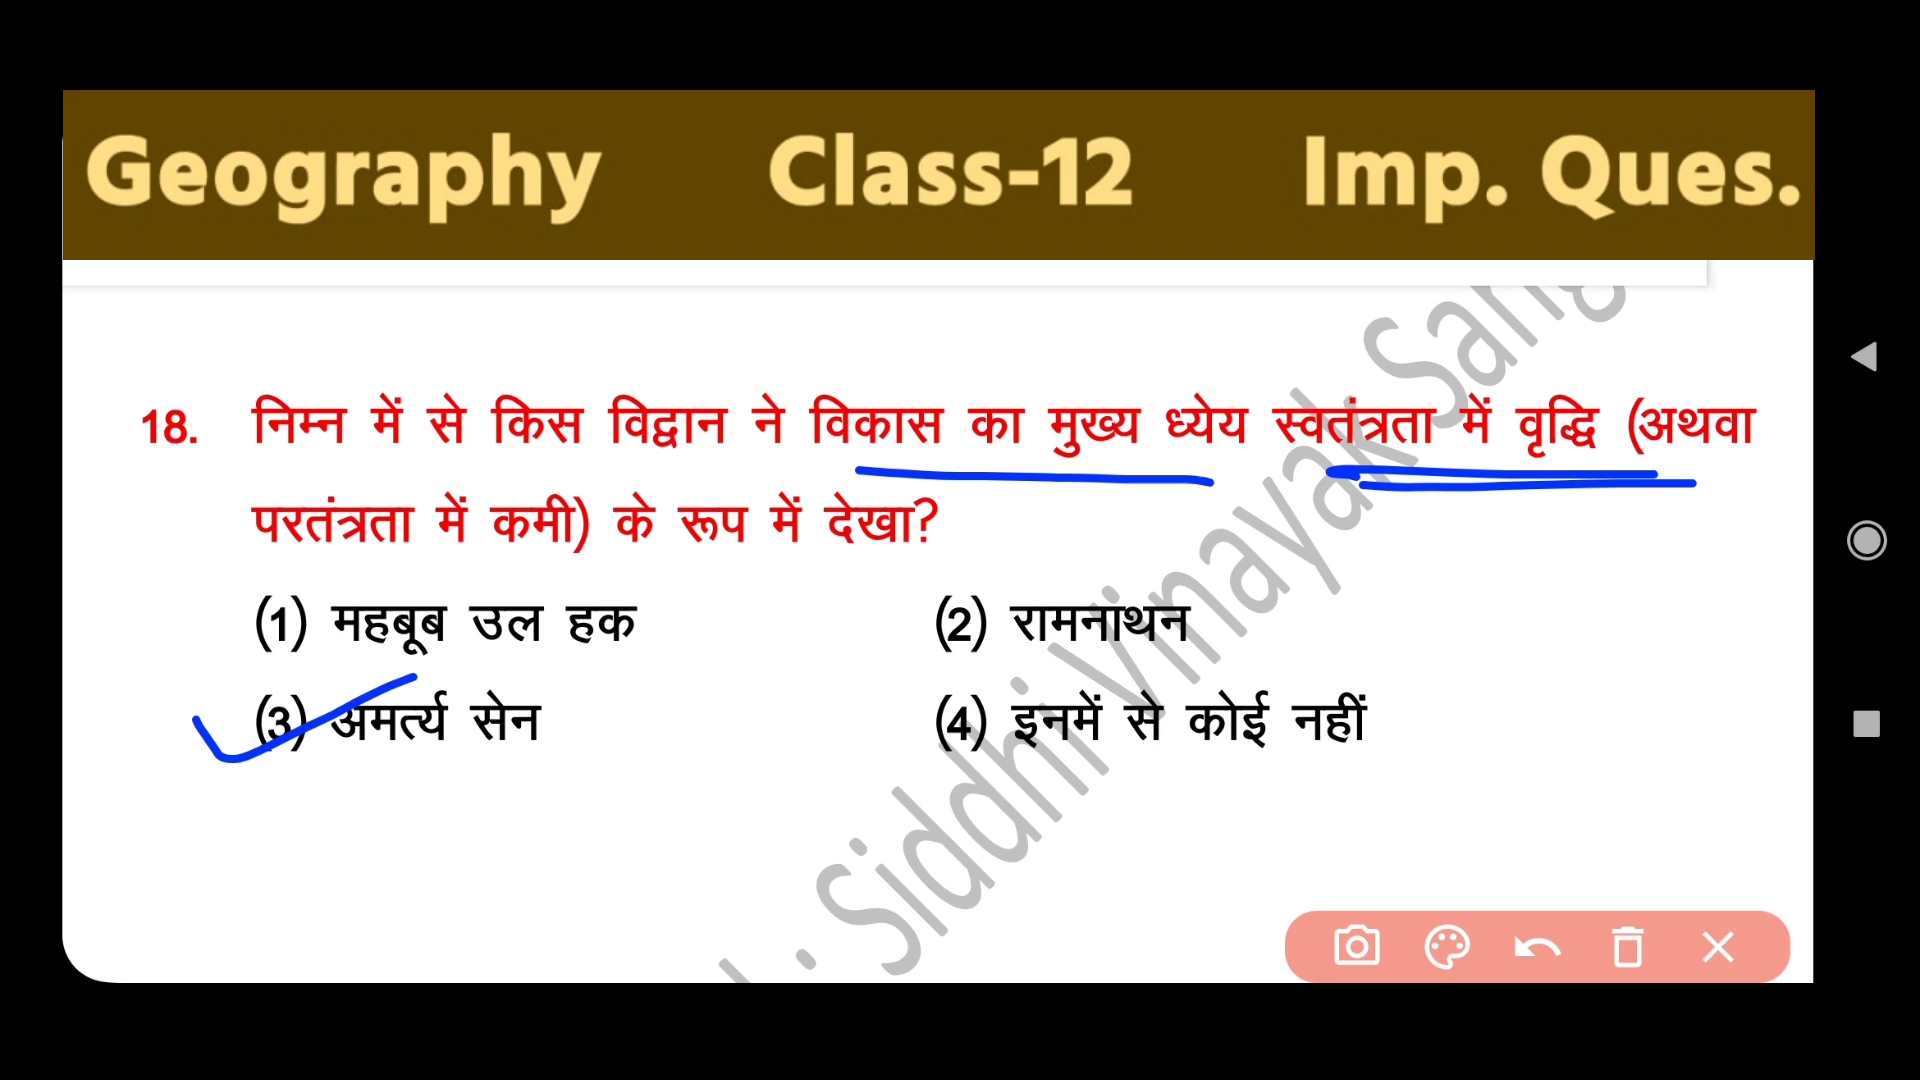 Geography Class-12 Imp. Ques.
18. निम्न में से किस विद्वान ने विकास का मुख्य ध्येय स्वतंत्रता में वृद्धि (अथवा
परतंत्रता में कमी) के रूप में देखा?
(1) महबूब उल हक (2) रामनाथन
(3) अमर्त्य सेन (4) इनमें से कोई नहीं
Siddhi Vinayak